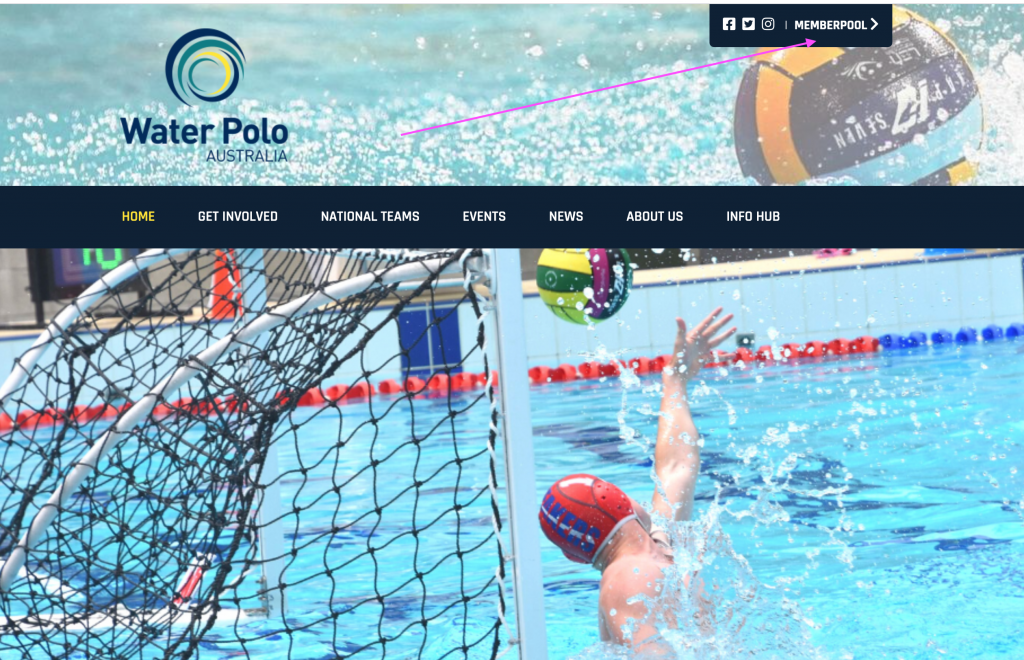 MEMBERPOOL
Water Polo
AUSTRALIA
SEVEN
HOME GET INVOLVED NATIONAL TEAMS EVENTS NEWS ABOUT US INFO HUB